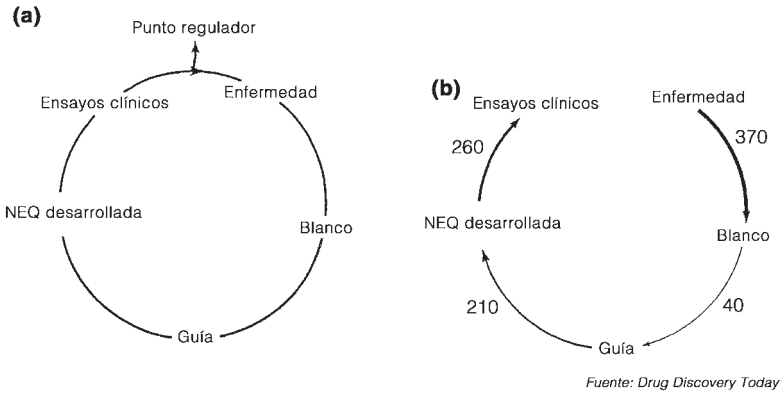 (a)
Punto regulador
Ensayos clínicos
Enfermedad
NEQ desarrollada
Blanco
Guía
(b)
Ensayos clínicos
Enfermedad
260
370
NEQ desarrollada
Blanco
210
40
Guía
Fuente: Drug Discovery Today